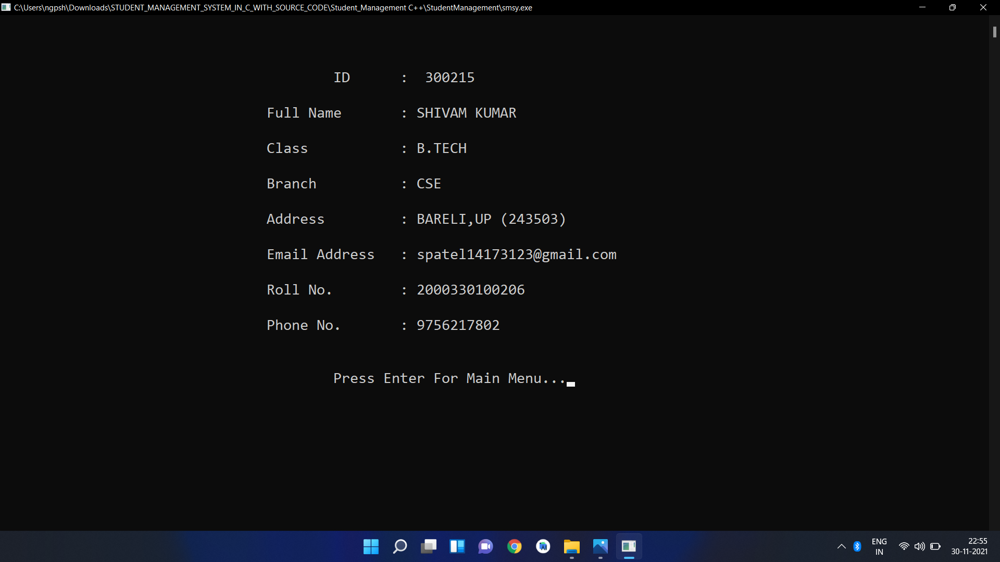 C:\Users\ngpsh\Downloads\STUDENT_MANAGEMENT_SYSTEM_IN_C_WITH_SOURCE_CODE\Student_Management C++\StudentManagement\smsy.exe
ID : 300215
Full Name : SHIVAM KUMAR
Class : B.TECH
Branch : CSE
Address : BARELI,UP (243503)
Email Address : spatel14173123@gmail.com
Roll No. : 2000330100206
Phone No. : 9756217802
Press Enter For Main Menu...
ENG
IN
22:55
30-11-2021